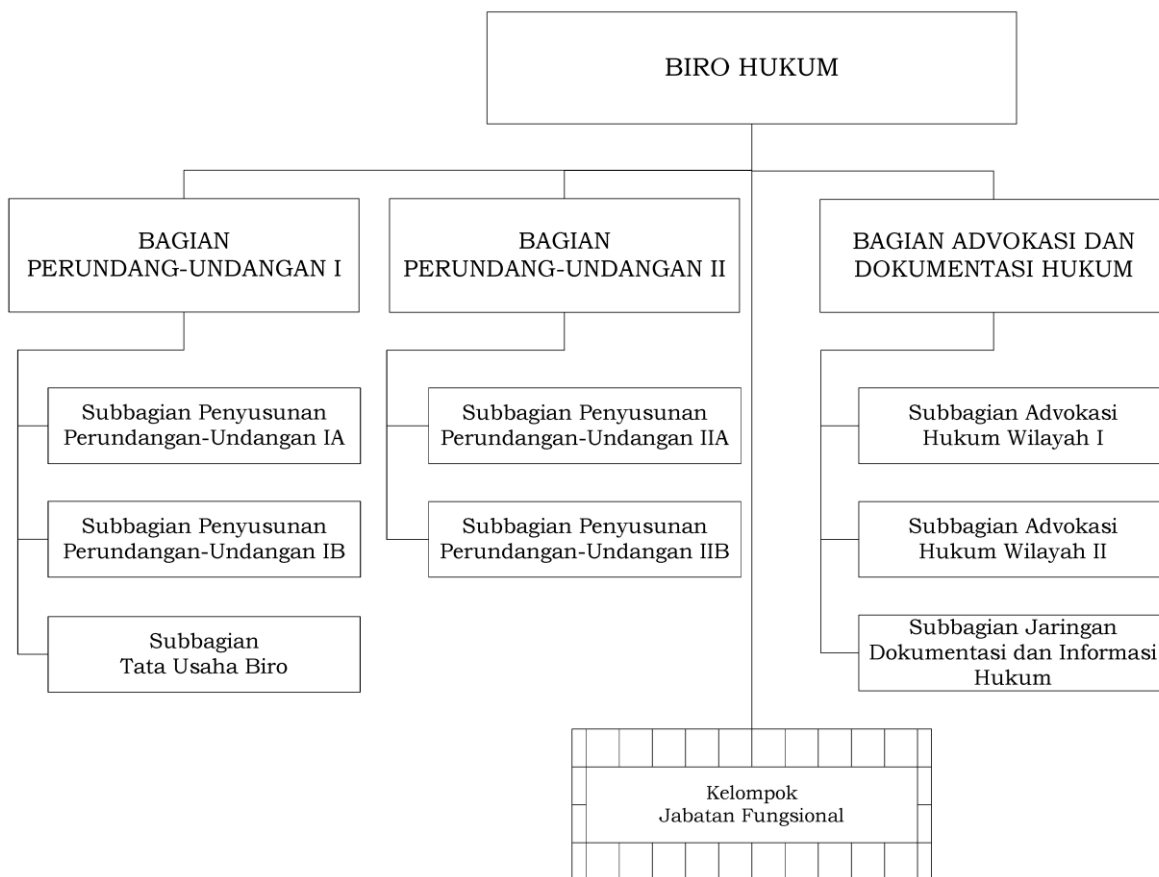 BIRO HUKUM
BAGIAN
PERUNDANG-UNDANGAN I
BAGIAN
PERUNDANG-UNDANGAN II
BAGIAN ADVOKASI DAN
DOKUMENTASI HUKUM
Subbagian Penyusunan
Perundangan-Undangan IA
Subbagian Penyusunan
Perundangan-Undangan IIA
Subbagian Advokasi
Hukum Wilayah I
Subbagian Penyusunan
Perundangan-Undangan IB
Subbagian Penyusunan
Perundangan-Undangan IIB
Subbagian Advokasi
Hukum Wilayah II
Subbagian
Tata Usaha Biro
Subbagian Jaringan
Dokumentasi dan Informasi
Hukum
Kelompok
Jabatan Fungsional